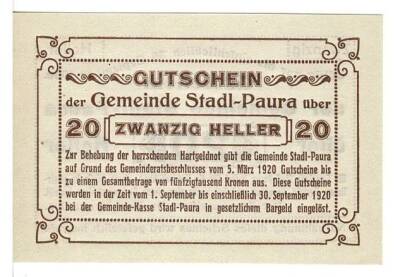 GUTSCHEIN
der Gemeinde Stadl-Paura über
20 ZWANZIG HELLER 20
Zur Behebung der herrschenden Hartgeldnot gibt die Gemeinde Stadl-Paura
auf Grund des Gemeinderatsbeschlusses vom 5. März 1920 Gutscheine bis
zu einem Gesamtbetrage von fünfzigtausend Kronen aus. Diese Gutscheine
werden in der Zeit vom 1. September bis einschließlich 30. September 1920
bei der Gemeinde-Kasse Stadl-Paura in gesetzlichem Bargeld eingelöst.